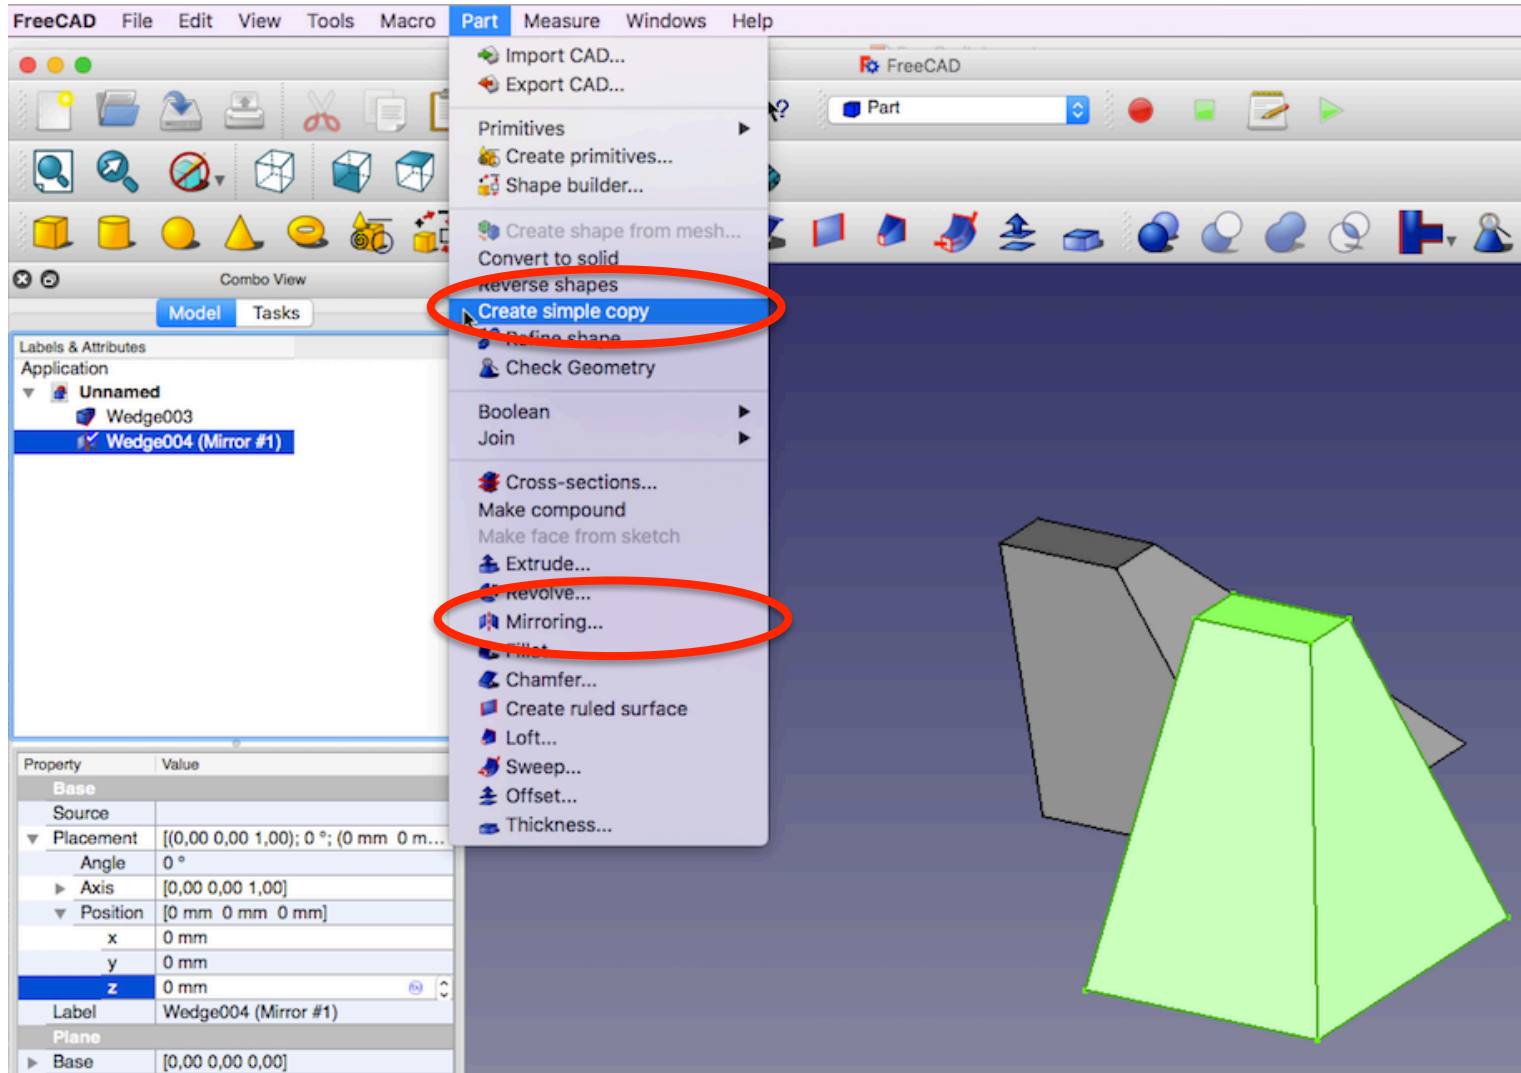 FreeCAD File Edit View Tools Macro Part Measure Windows Help
FreeCAD
Part
Import CAD...
Export CAD...
Primitives
Create primitives...
Shape builder...
Create shape from mesh...
Convert to solid
Reverse shapes
Create simple copy
Refine shape
Check Geometry
Boolean
Join
Cross-sections...
Make compound
Make face from sketch
Extrude...
Revolve...
Mirroring...
Fillet...
Chamfer...
Create ruled surface
Loft...
Sweep...
Offset...
Thickness...
Combo View
Model Tasks
Labels & Attributes
Application
Unnamed
Wedge003
Wedge004 (Mirror #1)
Property Value
Base
Source
Placement [(0,00 0,00 1,00); 0 °; (0 mm 0 m...
Angle 0 °
Axis [0,00 0,00 1,00]
Position [0 mm 0 mm 0 mm]
x 0 mm
y 0 mm
z 0 mm
Label Wedge004 (Mirror #1)
Plane
Base [0,00 0,00 0,00]